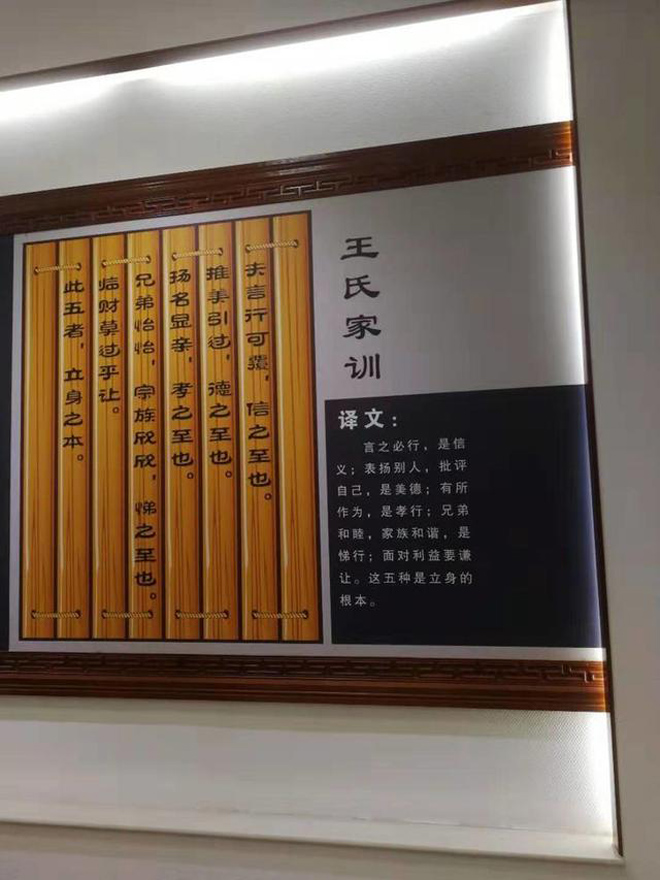 王氏家训
夫言行可覆，信之至也。
推美引过，德之至也。
扬名显亲，孝之至也。
兄弟怡怡，宗族欣欣，悌之至也。
临财莫过乎让。
此五者，立身之本。
译文：
言之必行，是信
义；表扬别人，批评
自己，是美德；有所
作为，是孝行；兄弟
和睦，家族和谐，是
悌行；面对利益要谦
让。这五种是立身的
根本。